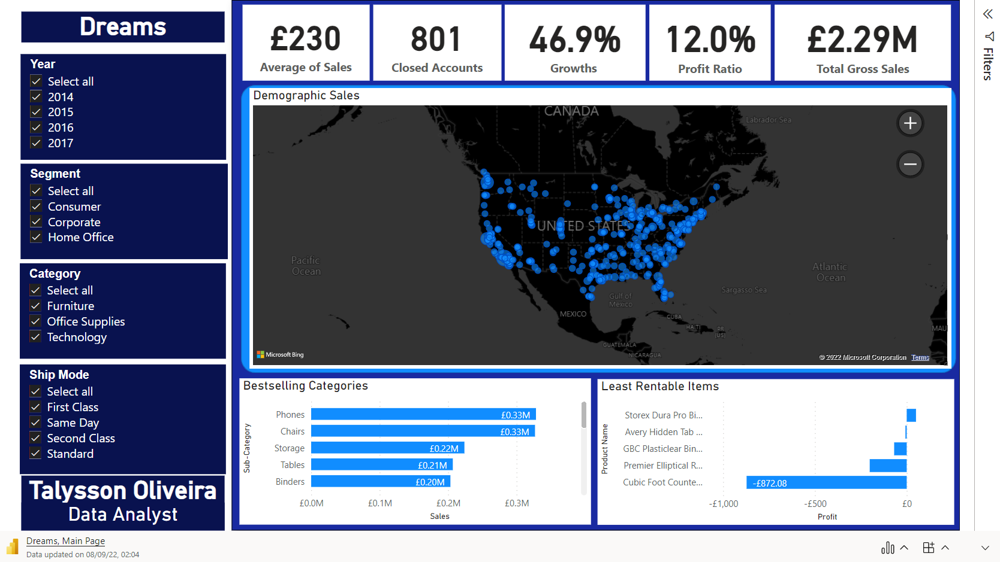 Dreams
Year
Select all
2014
2015
2016
2017
Segment
Select all
Consumer
Corporate
Home Office
Category
Select all
Furniture
Office Supplies
Technology
Ship Mode
Select all
First Class
Same Day
Second Class
Standard
Talysson Oliveira
Data Analyst
£230
Average of Sales
801
Closed Accounts
46.9%
Growths
12.0%
Profit Ratio
£2.29M
Total Gross Sales
Demographic Sales
CANADA
Labrador Sea
UNITED STATES
Pacific
Ocean
Atlantic
Ocean
Sargasso Sea
Gulf of
Mexico
MEXICO
CUBA
HAITI
PR
(US)
MAU
GUATEMALA
NICARAGUA
Microsoft Bing
© 2022 Microsoft Corporation Terms
Bestselling Categories
Sub-Category
Phones £0.33M
Chairs £0.33M
Storage £0.22M
Tables £0.21M
Binders £0.20M
£0.0M £0.1M £0.2M £0.3M
Sales
Least Rentable Items
Product Name
Storex Dura Pro Bi...
Avery Hidden Tab ...
GBC Plasticlear Bin...
Premier Elliptical R...
Cubic Foot Counte... -£872.08
-£1,000 -£500 £0
Profit
Filters
Dreams, Main Page
Data updated on 08/09/22, 02:04